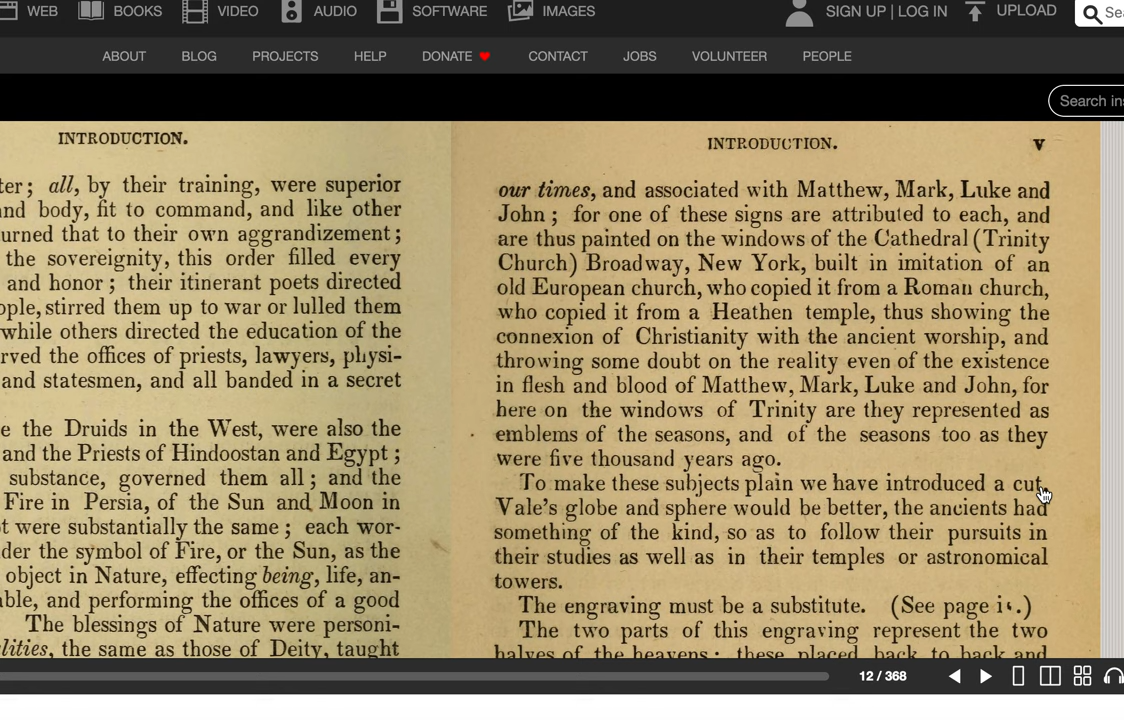 WEB BOOKS VIDEO AUDIO SOFTWARE IMAGES SIGN UP | LOG IN UPLOAD Sea
ABOUT BLOG PROJECTS HELP DONATE CONTACT JOBS VOLUNTEER PEOPLE
Search ins
INTRODUCTION.
ter; all, by their training, were superior
and body, fit to command, and like other
urned that to their own aggrandizement;
the sovereignity, this order filled every
and honor; their itinerant poets directed
ople, stirred them up to war or lulled them
while others directed the education of the
rved the offices of priests, lawyers, physi-
and statesmen, and all banded in a secret
e the Druids in the West, were also the
and the Priests of Hindoostan and Egypt;
substance, governed them all; and the
Fire in Persia, of the Sun and Moon in
t were substantially the same; each wor-
der the symbol of Fire, or the Sun, as the
object in Nature, effecting being, life, an-
able, and performing the offices of a good
The blessings of Nature were personi-
lities, the same as those of Deity, taught
INTRODUCTION. V
our times, and associated with Matthew, Mark, Luke and
John; for one of these signs are attributed to each, and
are thus painted on the windows of the Cathedral (Trinity
Church) Broadway, New York, built in imitation of an
old European church, who copied it from a Roman church,
who copied it from a Heathen temple, thus showing the
connexion of Christianity with the ancient worship, and
throwing some doubt on the reality even of the existence
in flesh and blood of Matthew, Mark, Luke and John, for
here on the windows of Trinity are they represented as
emblems of the seasons, and of the seasons too as they
were five thousand years ago.
To make these subjects plain we have introduced a cut,
Vale's globe and sphere would be better, the ancients had
something of the kind, so as to follow their pursuits in
their studies as well as in their temples or astronomical
towers.
The engraving must be a substitute. (See page
The two parts of this engraving represent the two
halves of the heavens; these placed back to back and
12 / 368